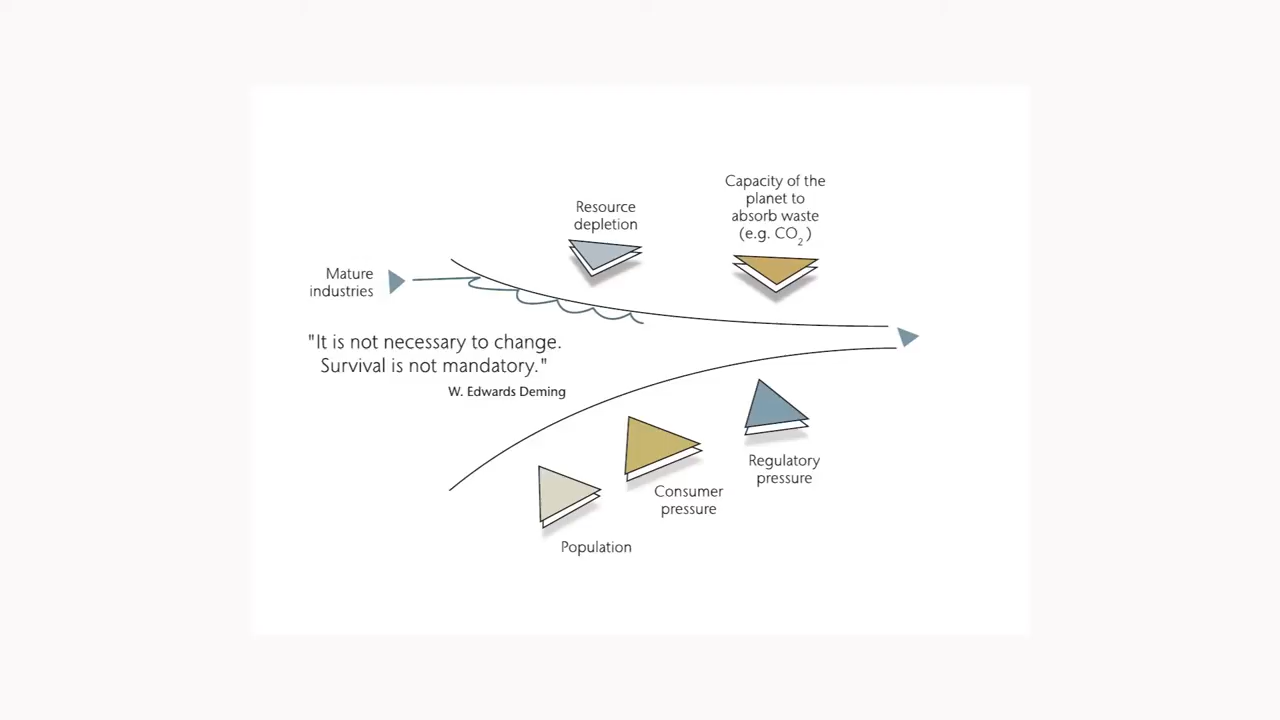 Capacity of the
planet to
absorb waste
(e.g. CO₂)
Resource
depletion
Mature
industries
"It is not necessary to change.
Survival is not mandatory."
W. Edwards Deming
Regulatory
pressure
Consumer
pressure
Population